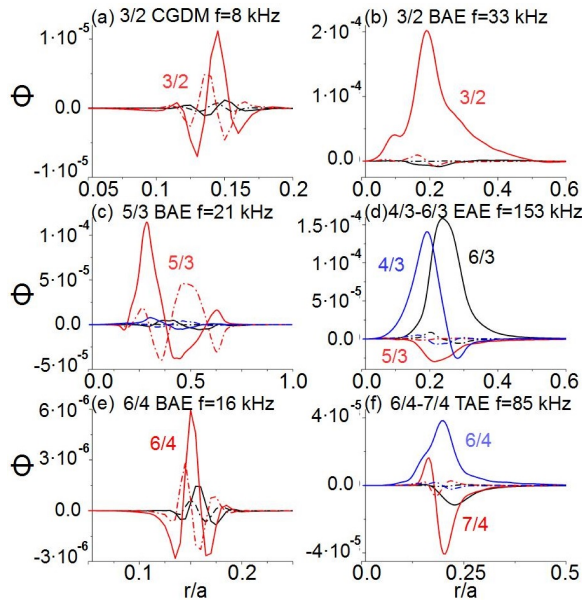 (a) 3/2 CGDM f=8 kHz
1·10⁻⁵
0.0
-1·10⁻⁵
Φ
3/2
0.05 0.10 0.15 0.20
(b) 3/2 BAE f=33 kHz
2·10⁻⁴
1·10⁻⁴
0.0
3/2
0.0 0.2 0.4 0.6
(c) 5/3 BAE f=21 kHz
1·10⁻⁴
5·10⁻⁵
0.0
-5·10⁻⁵
Φ
5/3
0.0 0.5 1.0
(d) 4/3-6/3 EAE f=153 kHz
1.5·10⁻⁴
1·10⁻⁴
5·10⁻⁵
0.0
4/3
6/3
5/3
0.0 0.2 0.4 0.6
(e) 6/4 BAE f=16 kHz
6·10⁻⁶
3·10⁻⁶
0.0
-3·10⁻⁶
Φ
6/4
0.1 0.2
r/a
(f) 6/4-7/4 TAE f=85 kHz
4·10⁻⁵
0.0
-4·10⁻⁵
6/4
7/4
0.0 0.25 0.50
r/a